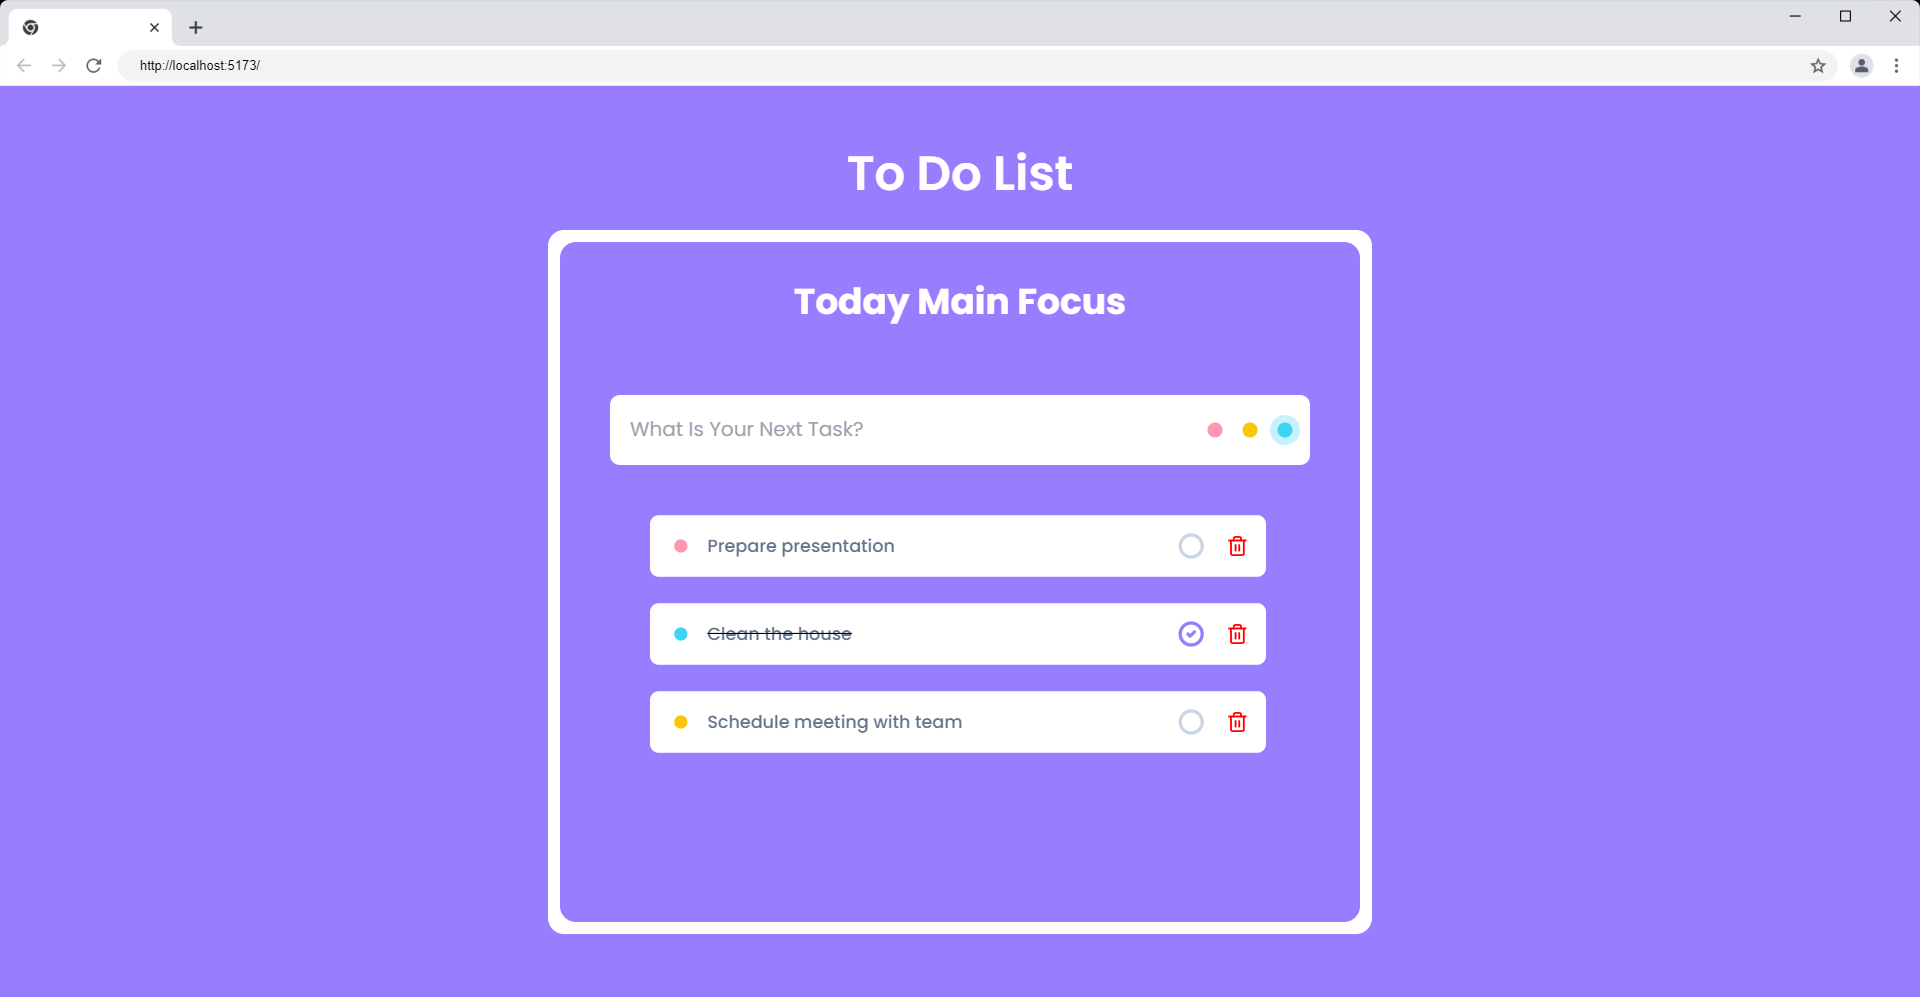 http://localhost:5173/
To Do List
Today Main Focus
What Is Your Next Task?
Prepare presentation
Clean the house
Schedule meeting with team